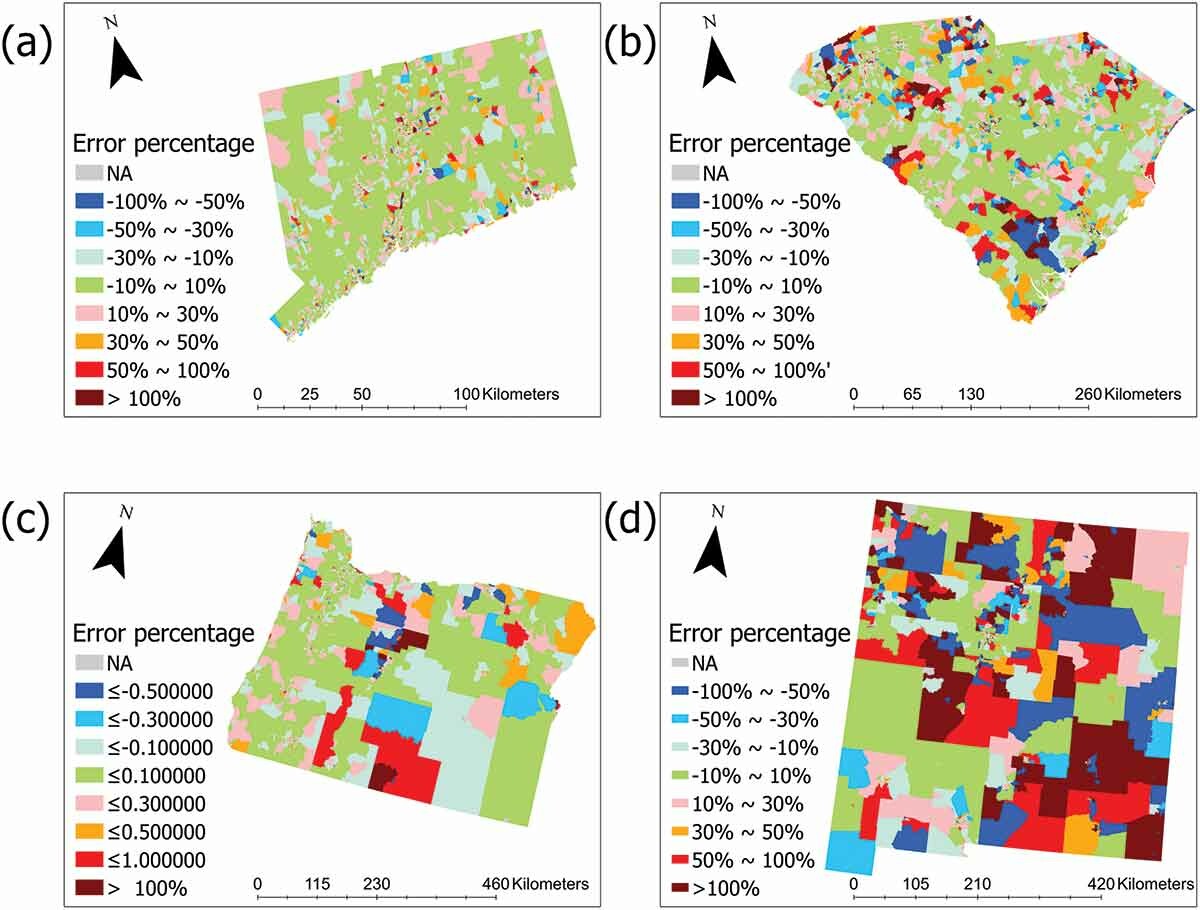 (a)
N
Error percentage
NA
-100% ~ -50%
-50% ~ -30%
-30% ~ -10%
-10% ~ 10%
10% ~ 30%
30% ~ 50%
50% ~ 100%
> 100%
0 25 50 100 Kilometers
(b)
N
Error percentage
NA
-100% ~ -50%
-50% ~ -30%
-30% ~ -10%
-10% ~ 10%
10% ~ 30%
30% ~ 50%
50% ~ 100%'
> 100%
0 65 130 260 Kilometers
(c)
N
Error percentage
NA
≤-0.500000
≤-0.300000
≤-0.100000
≤0.100000
≤0.300000
≤0.500000
≤1.000000
> 100%
0 115 230 460 Kilometers
(d)
N
Error percentage
NA
-100% ~ -50%
-50% ~ -30%
-30% ~ -10%
-10% ~ 10%
10% ~ 30%
30% ~ 50%
50% ~ 100%
>100%
0 105 210 420 Kilometers